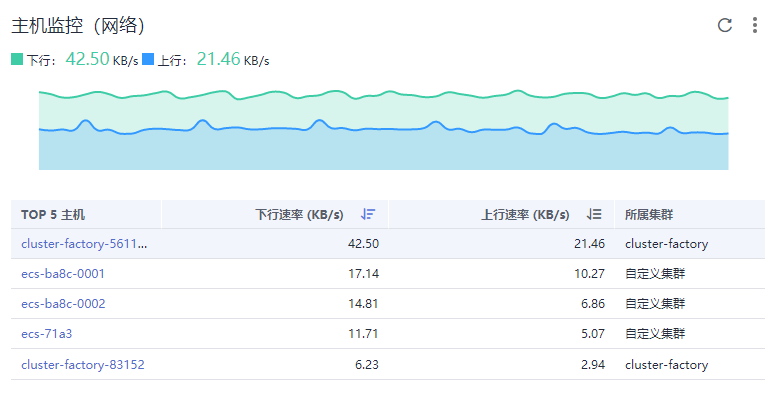 主机监控（网络）
下行： 42.50 KB/s 上行： 21.46 KB/s
TOP 5 主机 下行速率 (KB/s) 上行速率 (KB/s) 所属集群
cluster-factory-5611... 42.50 21.46 cluster-factory
ecs-ba8c-0001 17.14 10.27 自定义集群
ecs-ba8c-0002 14.81 6.86 自定义集群
ecs-71a3 11.71 5.07 自定义集群
cluster-factory-83152 6.23 2.94 cluster-factory